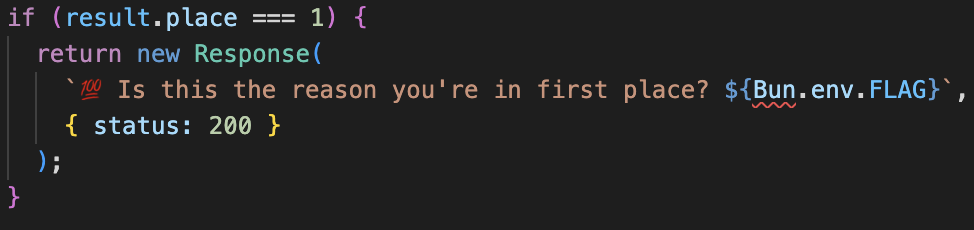 if (result.place === 1) {
return new Response(
`💯 Is this the reason you're in first place? ${Bun.env.FLAG}`,
{ status: 200 }
);
}